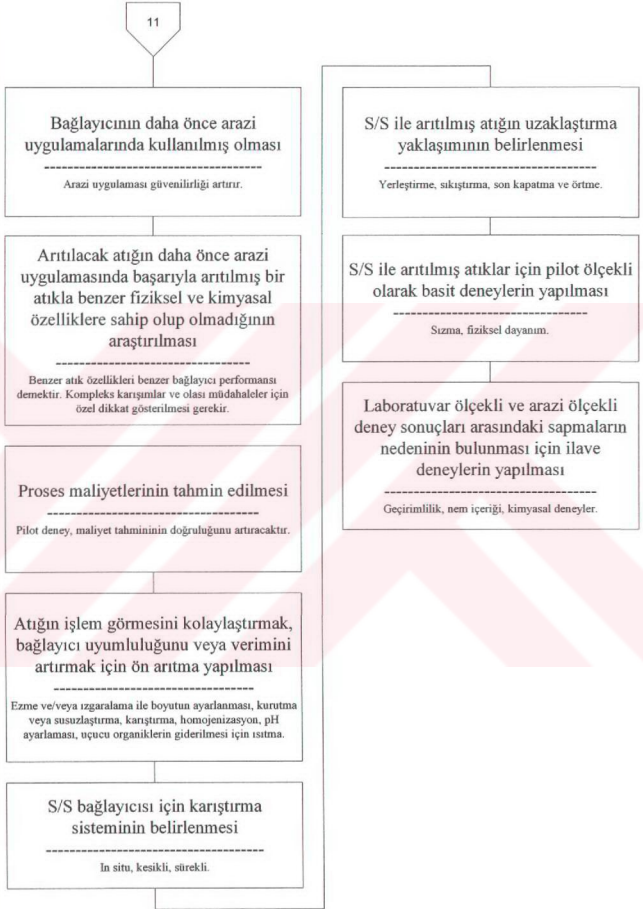 11
Bağlayıcının daha önce arazi
uygulamalarında kullanılmış olması
------------------------------------
Arazi uygulaması güvenilirliği artırır.
Arıtılacak atığın daha önce arazi
uygulamasında başarıyla arıtılmış bir
atıkla benzer fiziksel ve kimyasal
özelliklere sahip olup olmadığının
araştırılması
--------------------------------
Benzer atık özellikleri benzer bağlayıcı performansı
demektir. Kompleks karışımlar ve olası müdahaleler için
özel dikkat gösterilmesi gerekir.
Proses maliyetlerinin tahmin edilmesi
-----------------------------------
Pilot deney, maliyet tahmininin doğruluğunu artıracaktır.
Atığın işlem görmesini kolaylaştırmak,
bağlayıcı uyumluluğunu veya verimini
artırmak için ön arıtma yapılması
---------------------------------
Ezme ve/veya ızgaralama ile boyutun ayarlanması, kurutma
veya susuzlaştırma, karıştırma, homojenizasyon, pH
ayarlaması, uçucu organiklerin giderilmesi için ısıtma.
S/S bağlayıcısı için karıştırma
sisteminin belirlenmesi
------------------------------------
In situ, kesikli, sürekli.
S/S ile arıtılmış atığın uzaklaştırma
yaklaşımının belirlenmesi
-----------------------------------
Yerleştirme, sıkıştırma, son kapatma ve örtme.
S/S ile arıtılmış atıklar için pilot ölçekli
olarak basit deneylerin yapılması
--------------------------------
Sızma, fiziksel dayanım.
Laboratuvar ölçekli ve arazi ölçekli
deney sonuçları arasındaki sapmaların
nedeninin bulunması için ilave
deneylerin yapılması
-----------------------------------
Geçirimlilik, nem içeriği, kimyasal deneyler.